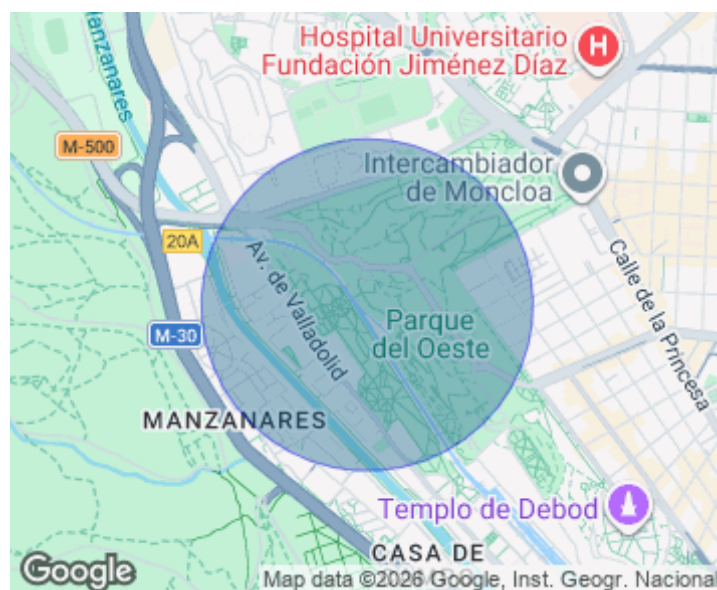 Manzanares
Hospital Universitario
Fundación Jiménez Díaz
H
M-500
Intercambiador
de Moncloa
20A
Av. de Valladolid
Calle de la Princesa
M-30
Parque
del Oeste
MANZANARES
Templo de Debod
CASA DE
Google
Map data ©2026 Google, Inst. Geogr. Nacional